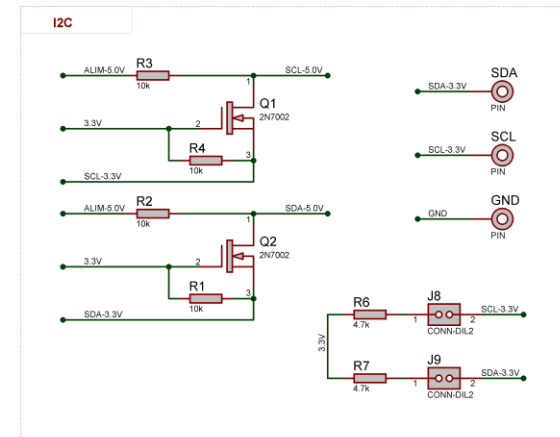 I2C
ALIM-5.0V
R3
10k
SCL-5.0V
1
Q1
2N7002
3.3V
2
R4
10k
3
SCL-3.3V
ALIM-5.0V
R2
10k
SDA-5.0V
1
Q2
2N7002
3.3V
2
R1
10k
3
SDA-3.3V
SDA
SDA-3.3V
PIN
SCL
SCL-3.3V
PIN
GND
GND
PIN
3.3V
R6
4.7k
J8
1
2
SCL-3.3V
CONN-DIL2
R7
4.7k
J9
1
2
SDA-3.3V
CONN-DIL2